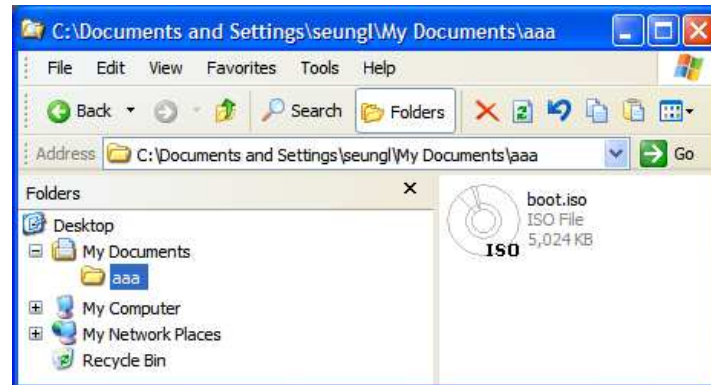 C:\Documents and Settings\seungl\My Documents\aaa
File Edit View Favorites Tools Help
Back Search Folders
Address C:\Documents and Settings\seungl\My Documents\aaa Go
Folders
Desktop
My Documents
aaa
My Computer
My Network Places
Recycle Bin
boot.iso
ISO File
5,024 KB
ISO